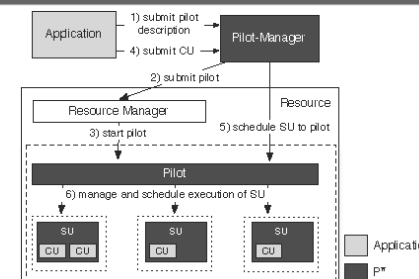 Application
1) submit pilot
description
4) submit CU
Pilot-Manager
2) submit pilot
Resource
Resource Manager
3) start pilot
5) schedule SU to pilot
Pilot
6) manage and schedule execution of SU
SU
CU CU
SU
CU
SU
CU
Applicatio
P*